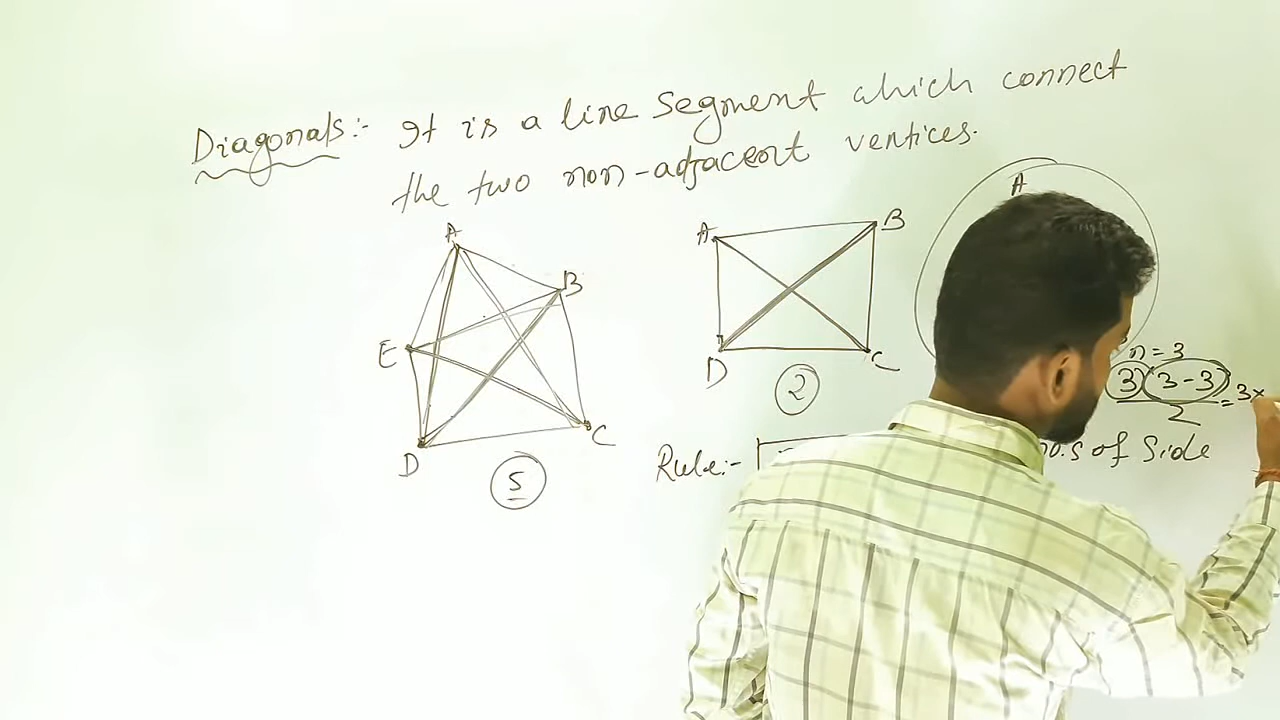 Diagonals:- It is a line segment which connect
the two non-adjacent vertices.
A
B
E
D
C
5
A
B
D
C
2
A
n=3
3(3-3)/2 = 3×
Rule:-
no.s of side